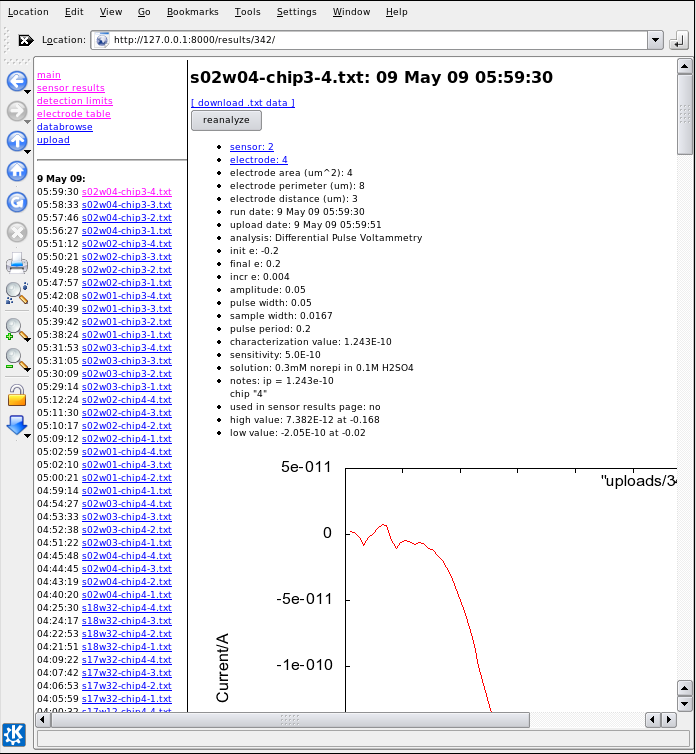 Location Edit View Go Bookmarks Tools Settings Window Help
Location: http://127.0.0.1:8000/results/342/
main
sensor results
detection limits
electrode table
databrowse
upload
9 May 09:
05:59:30 s02w04-chip3-4.txt
05:58:33 s02w04-chip3-3.txt
05:57:46 s02w04-chip3-2.txt
05:56:27 s02w04-chip3-1.txt
05:51:12 s02w02-chip3-4.txt
05:50:21 s02w02-chip3-3.txt
05:49:28 s02w02-chip3-2.txt
05:47:57 s02w02-chip3-1.txt
05:42:08 s02w01-chip3-4.txt
05:40:39 s02w01-chip3-3.txt
05:39:42 s02w01-chip3-2.txt
05:38:24 s02w01-chip3-1.txt
05:31:53 s02w03-chip3-4.txt
05:31:05 s02w03-chip3-3.txt
05:30:09 s02w03-chip3-2.txt
05:29:14 s02w03-chip3-1.txt
05:12:24 s02w02-chip4-4.txt
05:11:30 s02w02-chip4-3.txt
05:10:17 s02w02-chip4-2.txt
05:09:12 s02w02-chip4-1.txt
05:02:59 s02w01-chip4-4.txt
05:02:10 s02w01-chip4-3.txt
05:00:21 s02w01-chip4-2.txt
04:59:14 s02w01-chip4-1.txt
04:54:27 s02w03-chip4-4.txt
04:53:33 s02w03-chip4-3.txt
04:52:38 s02w03-chip4-2.txt
04:51:22 s02w03-chip4-1.txt
04:45:48 s02w04-chip4-4.txt
04:44:45 s02w04-chip4-3.txt
04:43:19 s02w04-chip4-2.txt
04:40:20 s02w04-chip4-1.txt
04:25:30 s18w32-chip4-4.txt
04:24:17 s18w32-chip4-3.txt
04:22:53 s18w32-chip4-2.txt
04:21:51 s18w32-chip4-1.txt
04:09:22 s17w32-chip4-4.txt
04:07:42 s17w32-chip4-3.txt
04:06:53 s17w32-chip4-2.txt
04:05:59 s17w32-chip4-1.txt
s02w04-chip3-4.txt: 09 May 09 05:59:30
[ download .txt data ]
reanalyze
sensor: 2
electrode: 4
electrode area (um^2): 4
electrode perimeter (um): 8
electrode distance (um): 3
run date: 9 May 09 05:59:30
upload date: 9 May 09 05:59:51
analysis: Differential Pulse Voltammetry
init e: -0.2
final e: 0.2
incr e: 0.004
amplitude: 0.05
pulse width: 0.05
sample width: 0.0167
pulse period: 0.2
characterization value: 1.243E-10
sensitivity: 5.0E-10
solution: 0.3mM norepi in 0.1M H2SO4
notes: ip = 1.243e-10
chip "4"
used in sensor results page: no
high value: 7.382E-12 at -0.168
low value: -2.05E-10 at -0.02
5e-011
"uploads/34
0
-5e-011
-1e-010
Current/A